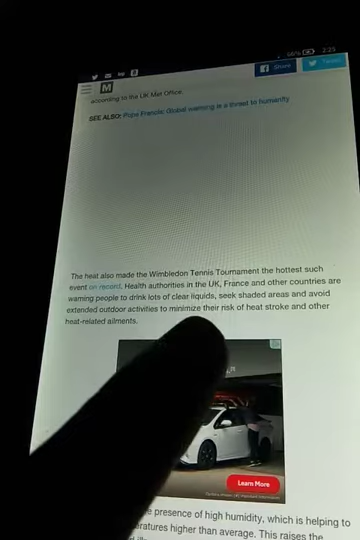 56% 2:25
M
Share
Tweet
according to the UK Met Office.
SEE ALSO: Pope Francis: Global warming is a threat to humanity
The heat also made the Wimbledon Tennis Tournament the hottest such
event on record. Health authorities in the UK, France and other countries are
warning people to drink lots of clear liquids, seek shaded areas and avoid
extended outdoor activities to minimize their risk of heat stroke and other
heat-related ailments.
Learn More
e presence of high humidity, which is helping to
eratures higher than average. This raises the